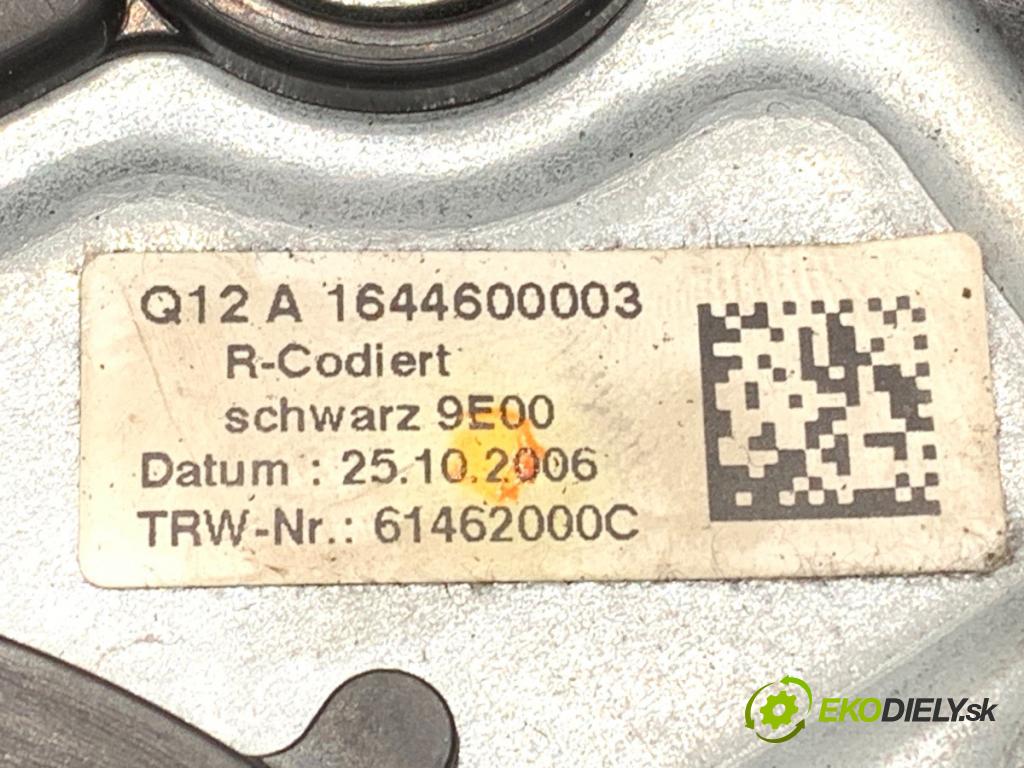 Q12 A 1644600003
R-Codiert
schwarz 9E00
Datum : 25.10.2006
TRW-Nr.: 61462000C
EKODIELY.sk